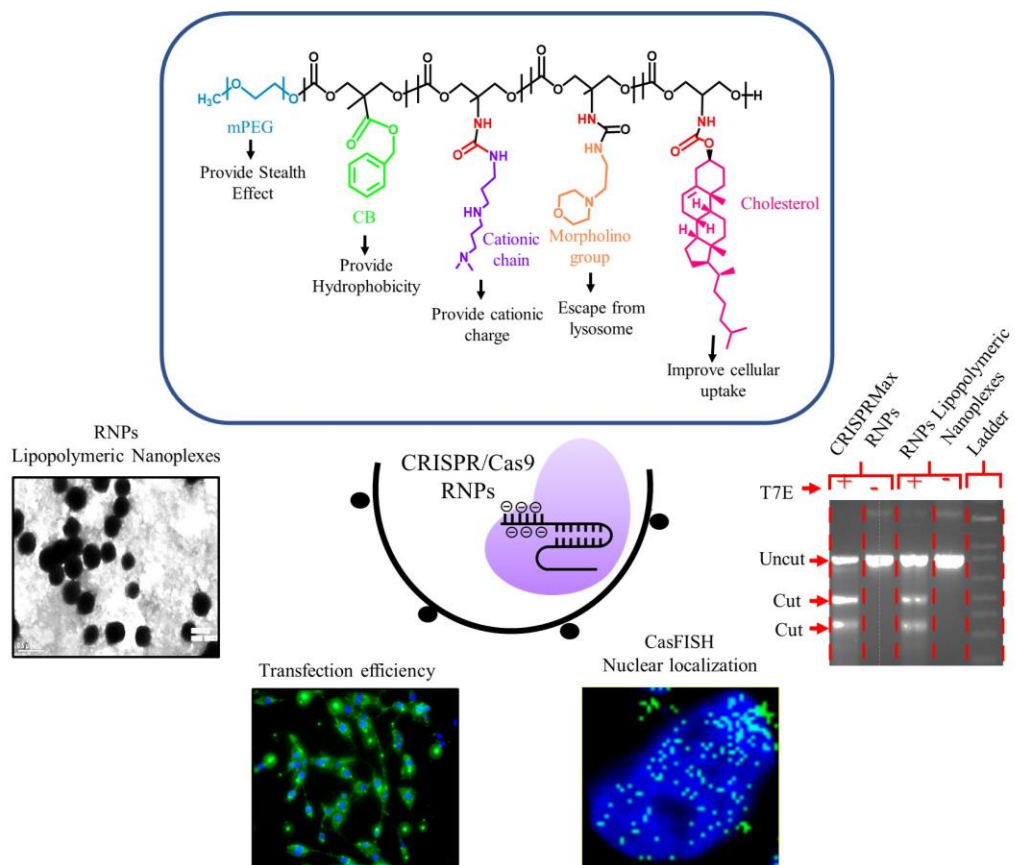 O
O
O
O
O
O
O
O
O
O
O
O
O
O
H
H₃C
O
O
O
O
O
O
O
O
O
mPEG
O
O
HN
HN
O
NH
Provide Stealth
Effect
O
NH
HN
O
O
CB
HN
N
O
H
H
H
Cholesterol
N
Cationic
chain
Morpholino
group
Provide
Hydrophobicity
Provide cationic
charge
Escape from
lysosome
Improve cellular
uptake
RNPs
Lipopolymeric Nanoplexes
CRISPR/Cas9
RNPs
CRISPRMax
RNPs
RNPs Lipopolymeric
Nanoplexes
Ladder
T7E
+
-
+
-
Uncut
Cut
Cut
Transfection efficiency
CasFISH
Nuclear localization